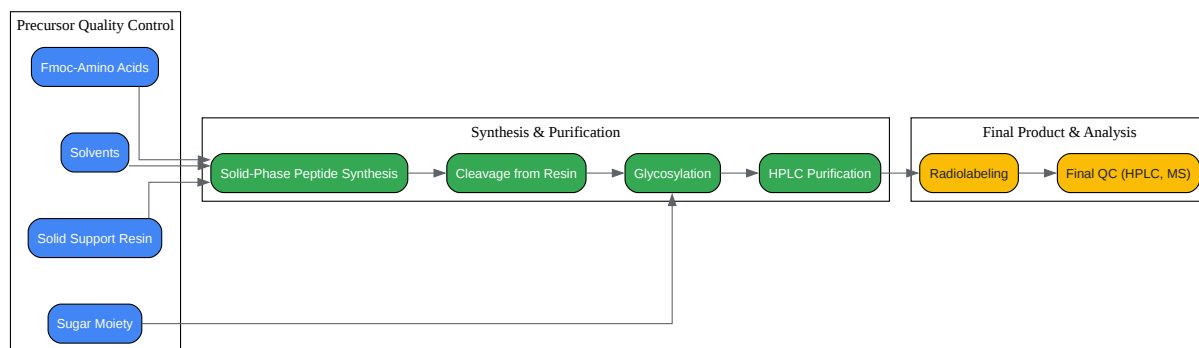 Precursor Quality Control
Fmoc-Amino Acids
Solvents
Solid Support Resin
Sugar Moiety
Synthesis & Purification
Solid-Phase Peptide Synthesis
Cleavage from Resin
Glycosylation
HPLC Purification
Final Product & Analysis
Radiolabeling
Final QC (HPLC, MS)